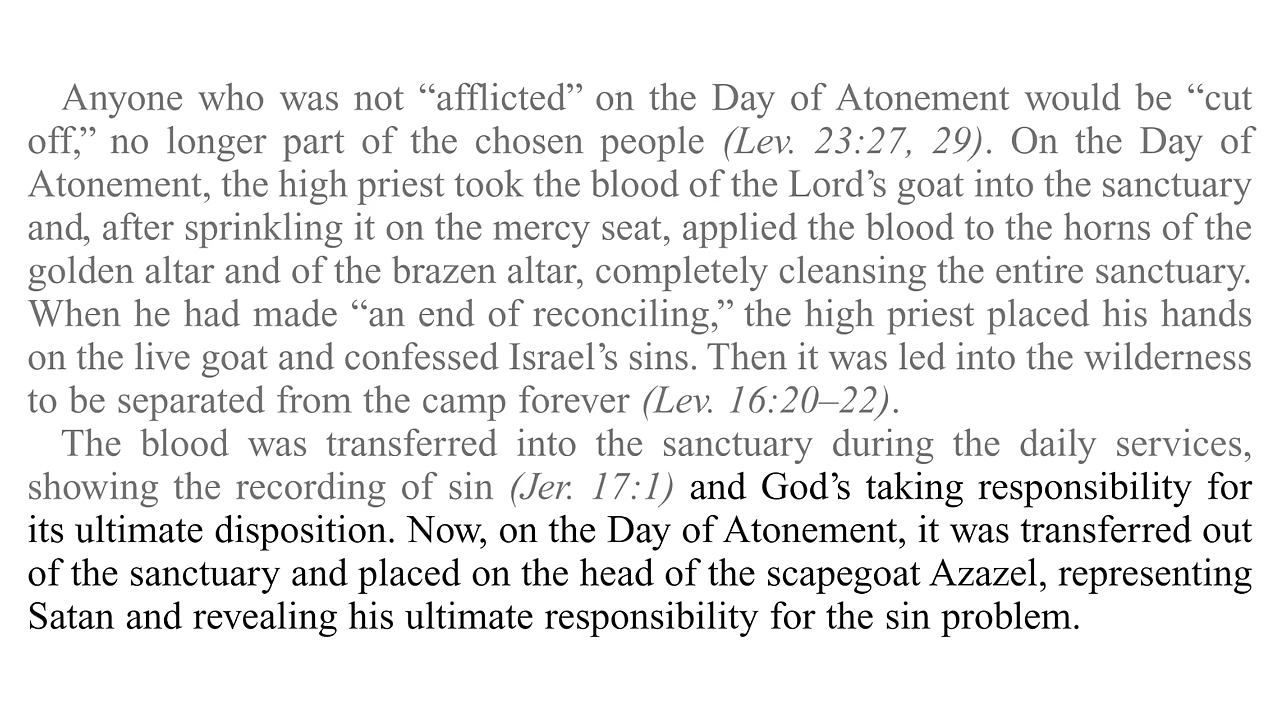 Anyone who was not “afflicted” on the Day of Atonement would be “cut
off,” no longer part of the chosen people (Lev. 23:27, 29). On the Day of
Atonement, the high priest took the blood of the Lord’s goat into the sanctuary
and, after sprinkling it on the mercy seat, applied the blood to the horns of the
golden altar and of the brazen altar, completely cleansing the entire sanctuary.
When he had made “an end of reconciling,” the high priest placed his hands
on the live goat and confessed Israel’s sins. Then it was led into the wilderness
to be separated from the camp forever (Lev. 16:20–22).
The blood was transferred into the sanctuary during the daily services,
showing the recording of sin (Jer. 17:1) and God’s taking responsibility for
its ultimate disposition. Now, on the Day of Atonement, it was transferred out
of the sanctuary and placed on the head of the scapegoat Azazel, representing
Satan and revealing his ultimate responsibility for the sin problem.